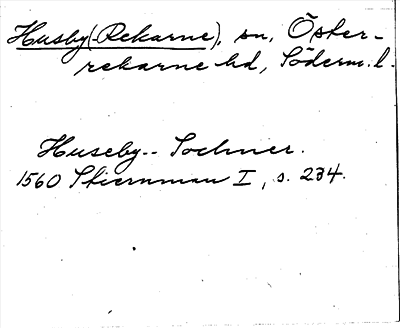 Husby(-Rekarne), sn, Öster-
rekarne hd, Söderm. l.
Huseby-- Sochner.
1560 Stiernman I, s. 234.